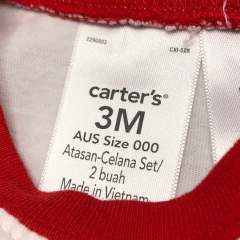 carter's®
3M
AUS Size 000
Atasan-Celana Set/
2 buah
Made in Vietnam